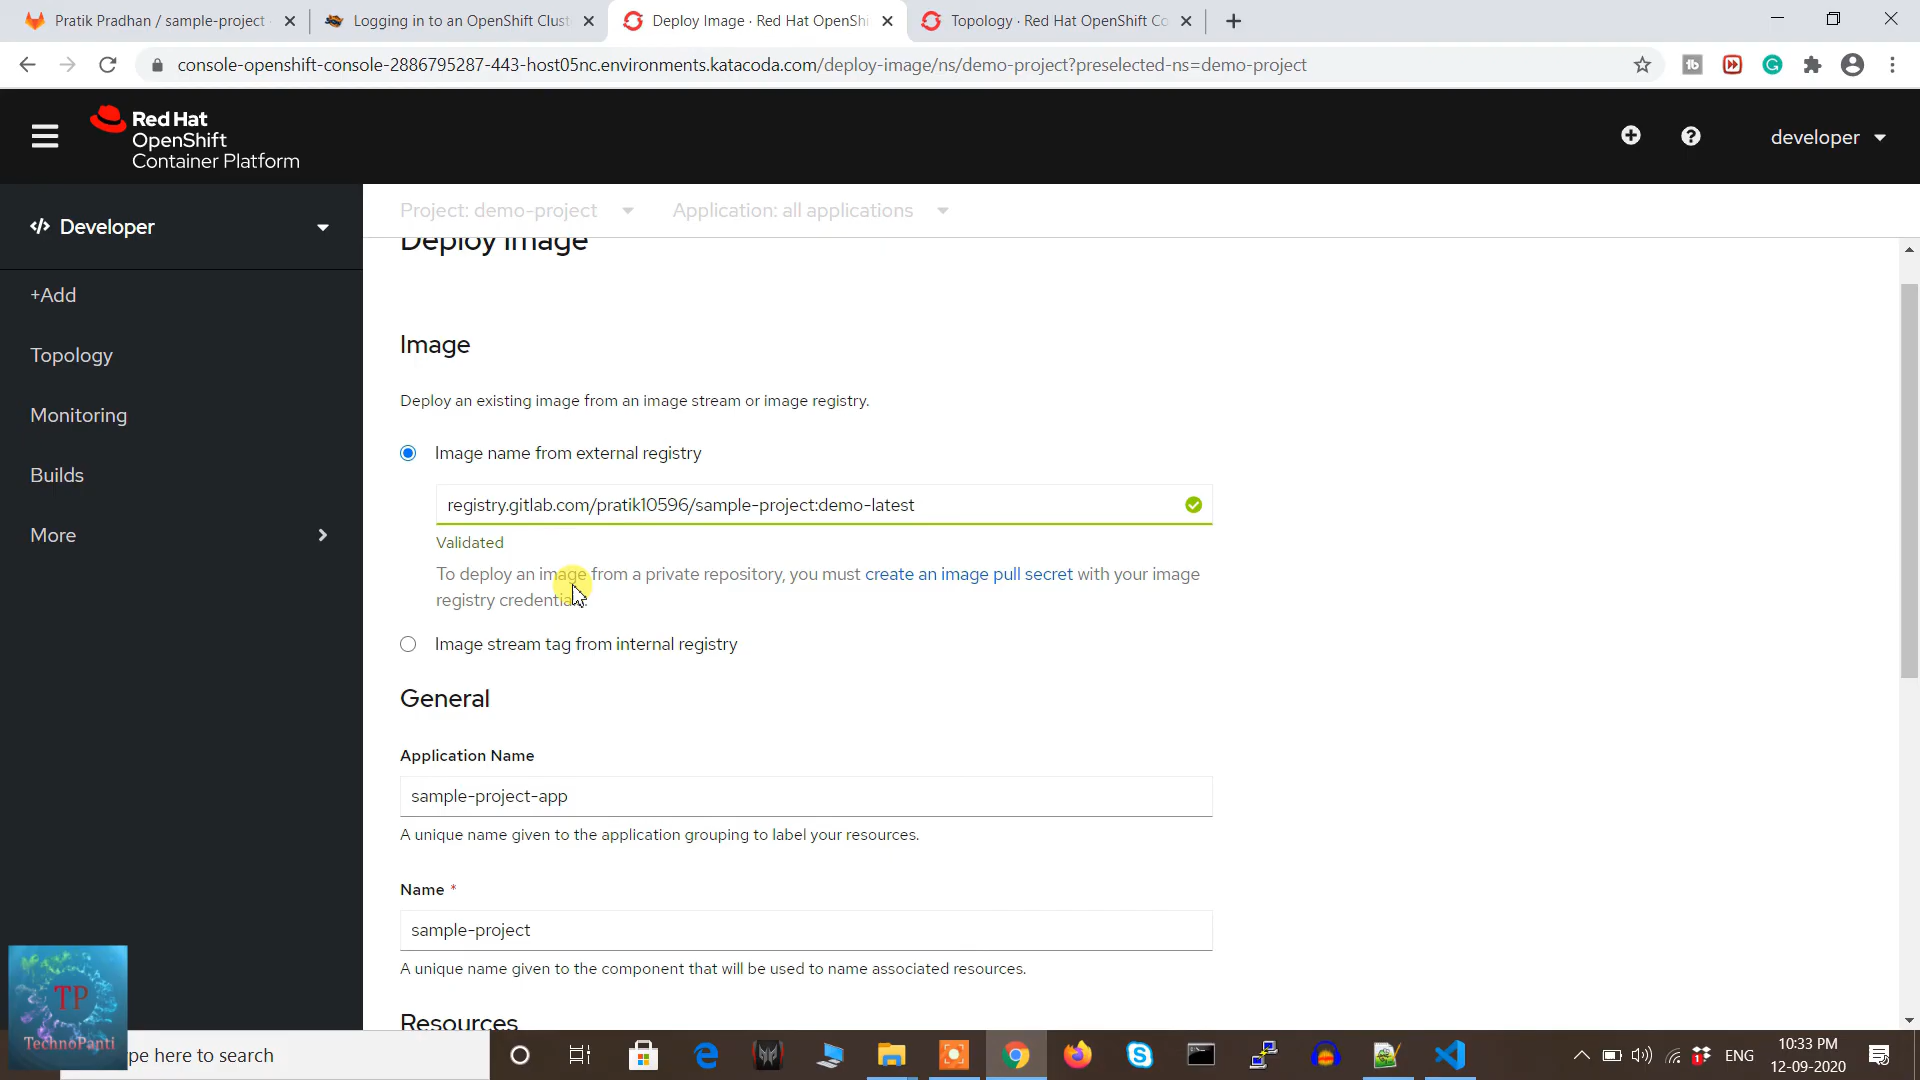 Pratik Pradhan / sample-project
Logging in to an OpenShift Clust
Deploy Image · Red Hat OpenShi
Topology · Red Hat OpenShift Co
console-openshift-console-2886795287-443-host05nc.environments.katacoda.com/deploy-image/ns/demo-project?preselected-ns=demo-project
Red Hat
OpenShift
Container Platform
developer
Developer
+Add
Topology
Monitoring
Builds
More
Project: demo-project
Application: all applications
Deploy Image
Image
Deploy an existing image from an image stream or image registry.
Image name from external registry
registry.gitlab.com/pratik10596/sample-project:demo-latest
Validated
To deploy an image from a private repository, you must create an image pull secret with your image
registry credentials.
Image stream tag from internal registry
General
Application Name
sample-project-app
A unique name given to the application grouping to label your resources.
Name *
sample-project
A unique name given to the component that will be used to name associated resources.
Resources
TP
TechnoPanti
ype here to search
ENG
10:33 PM
12-09-2020